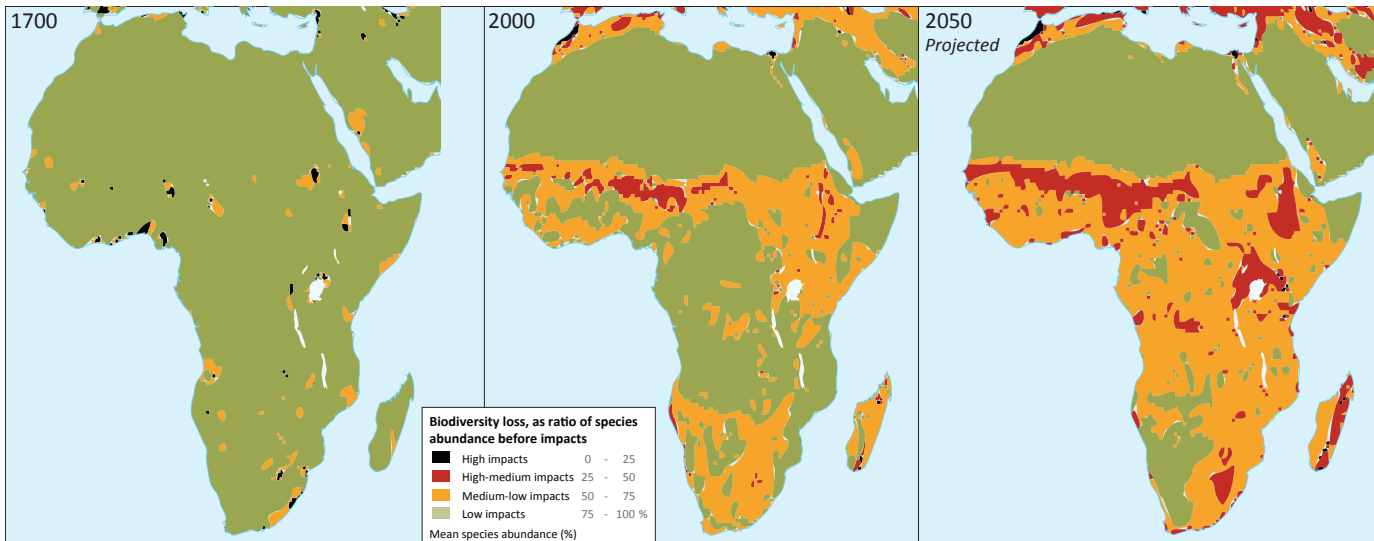 1700
2000
2050
Projected
Biodiversity loss, as ratio of species
abundance before impacts
High impacts 0 - 25
High-medium impacts 25 - 50
Medium-low impacts 50 - 75
Low impacts 75 - 100 %
Mean species abundance (%)